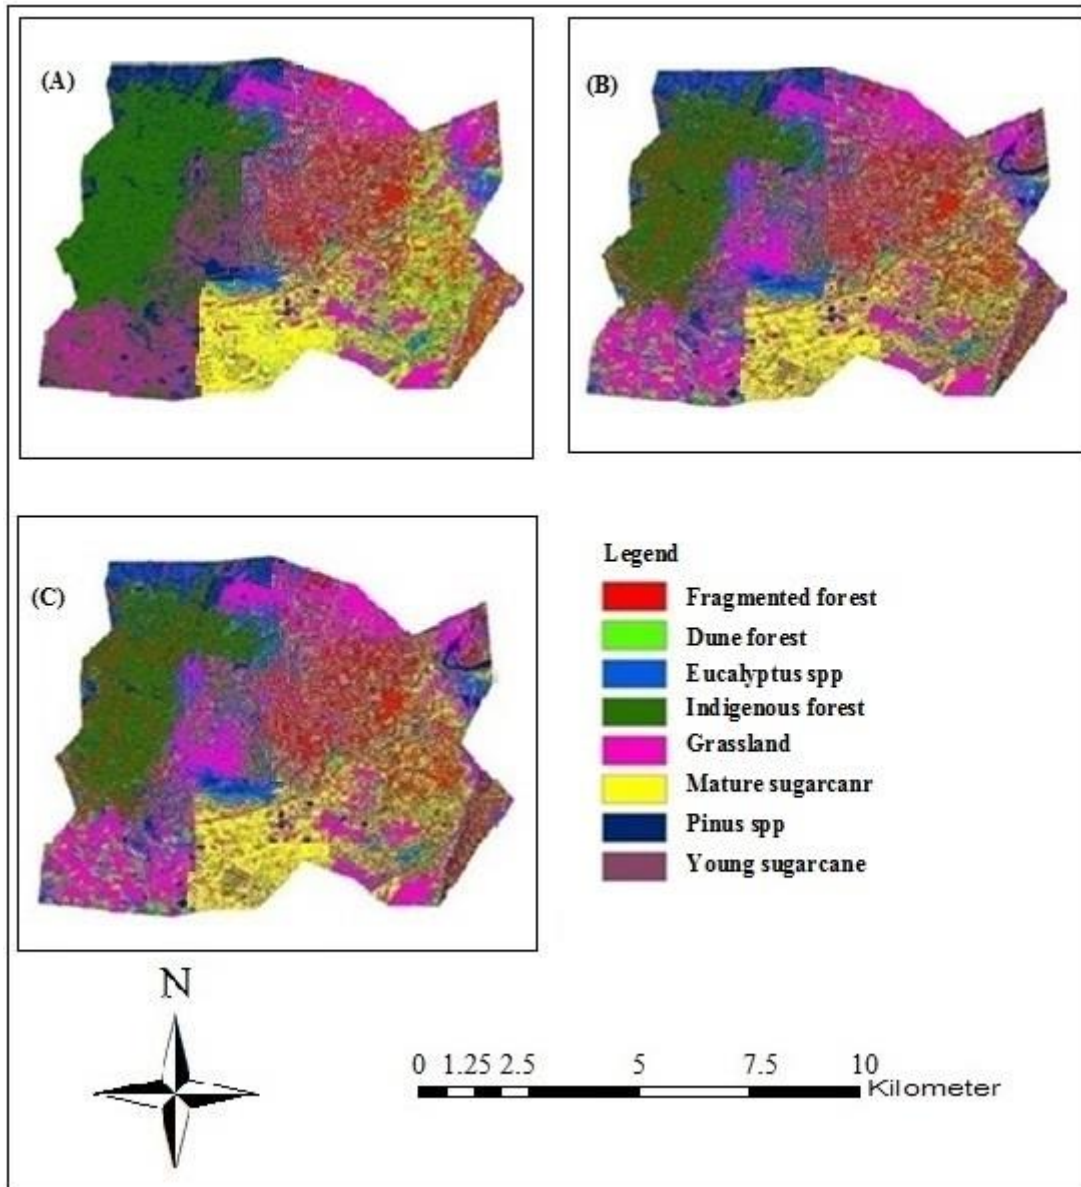 (A)
(B)
(C)
Legend
Fragmented forest
Dune forest
Eucalyptus spp
Indigenous forest
Grassland
Mature sugarcanr
Pinus spp
Young sugarcane
N
0 1.25 2.5 5 7.5 10
Kilometer